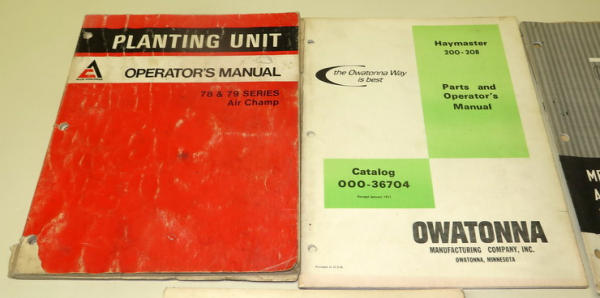 PLANTING UNIT
OPERATOR'S MANUAL
78 & 79 SERIES
Air Champ
the Owatonna Way
is best
Haymaster
200-208
Parts and
Operator's
Manual
Catalog
000-36704
OWATONNA
MANUFACTURING COMPANY, INC.
OWATONNA, MINNESOTA